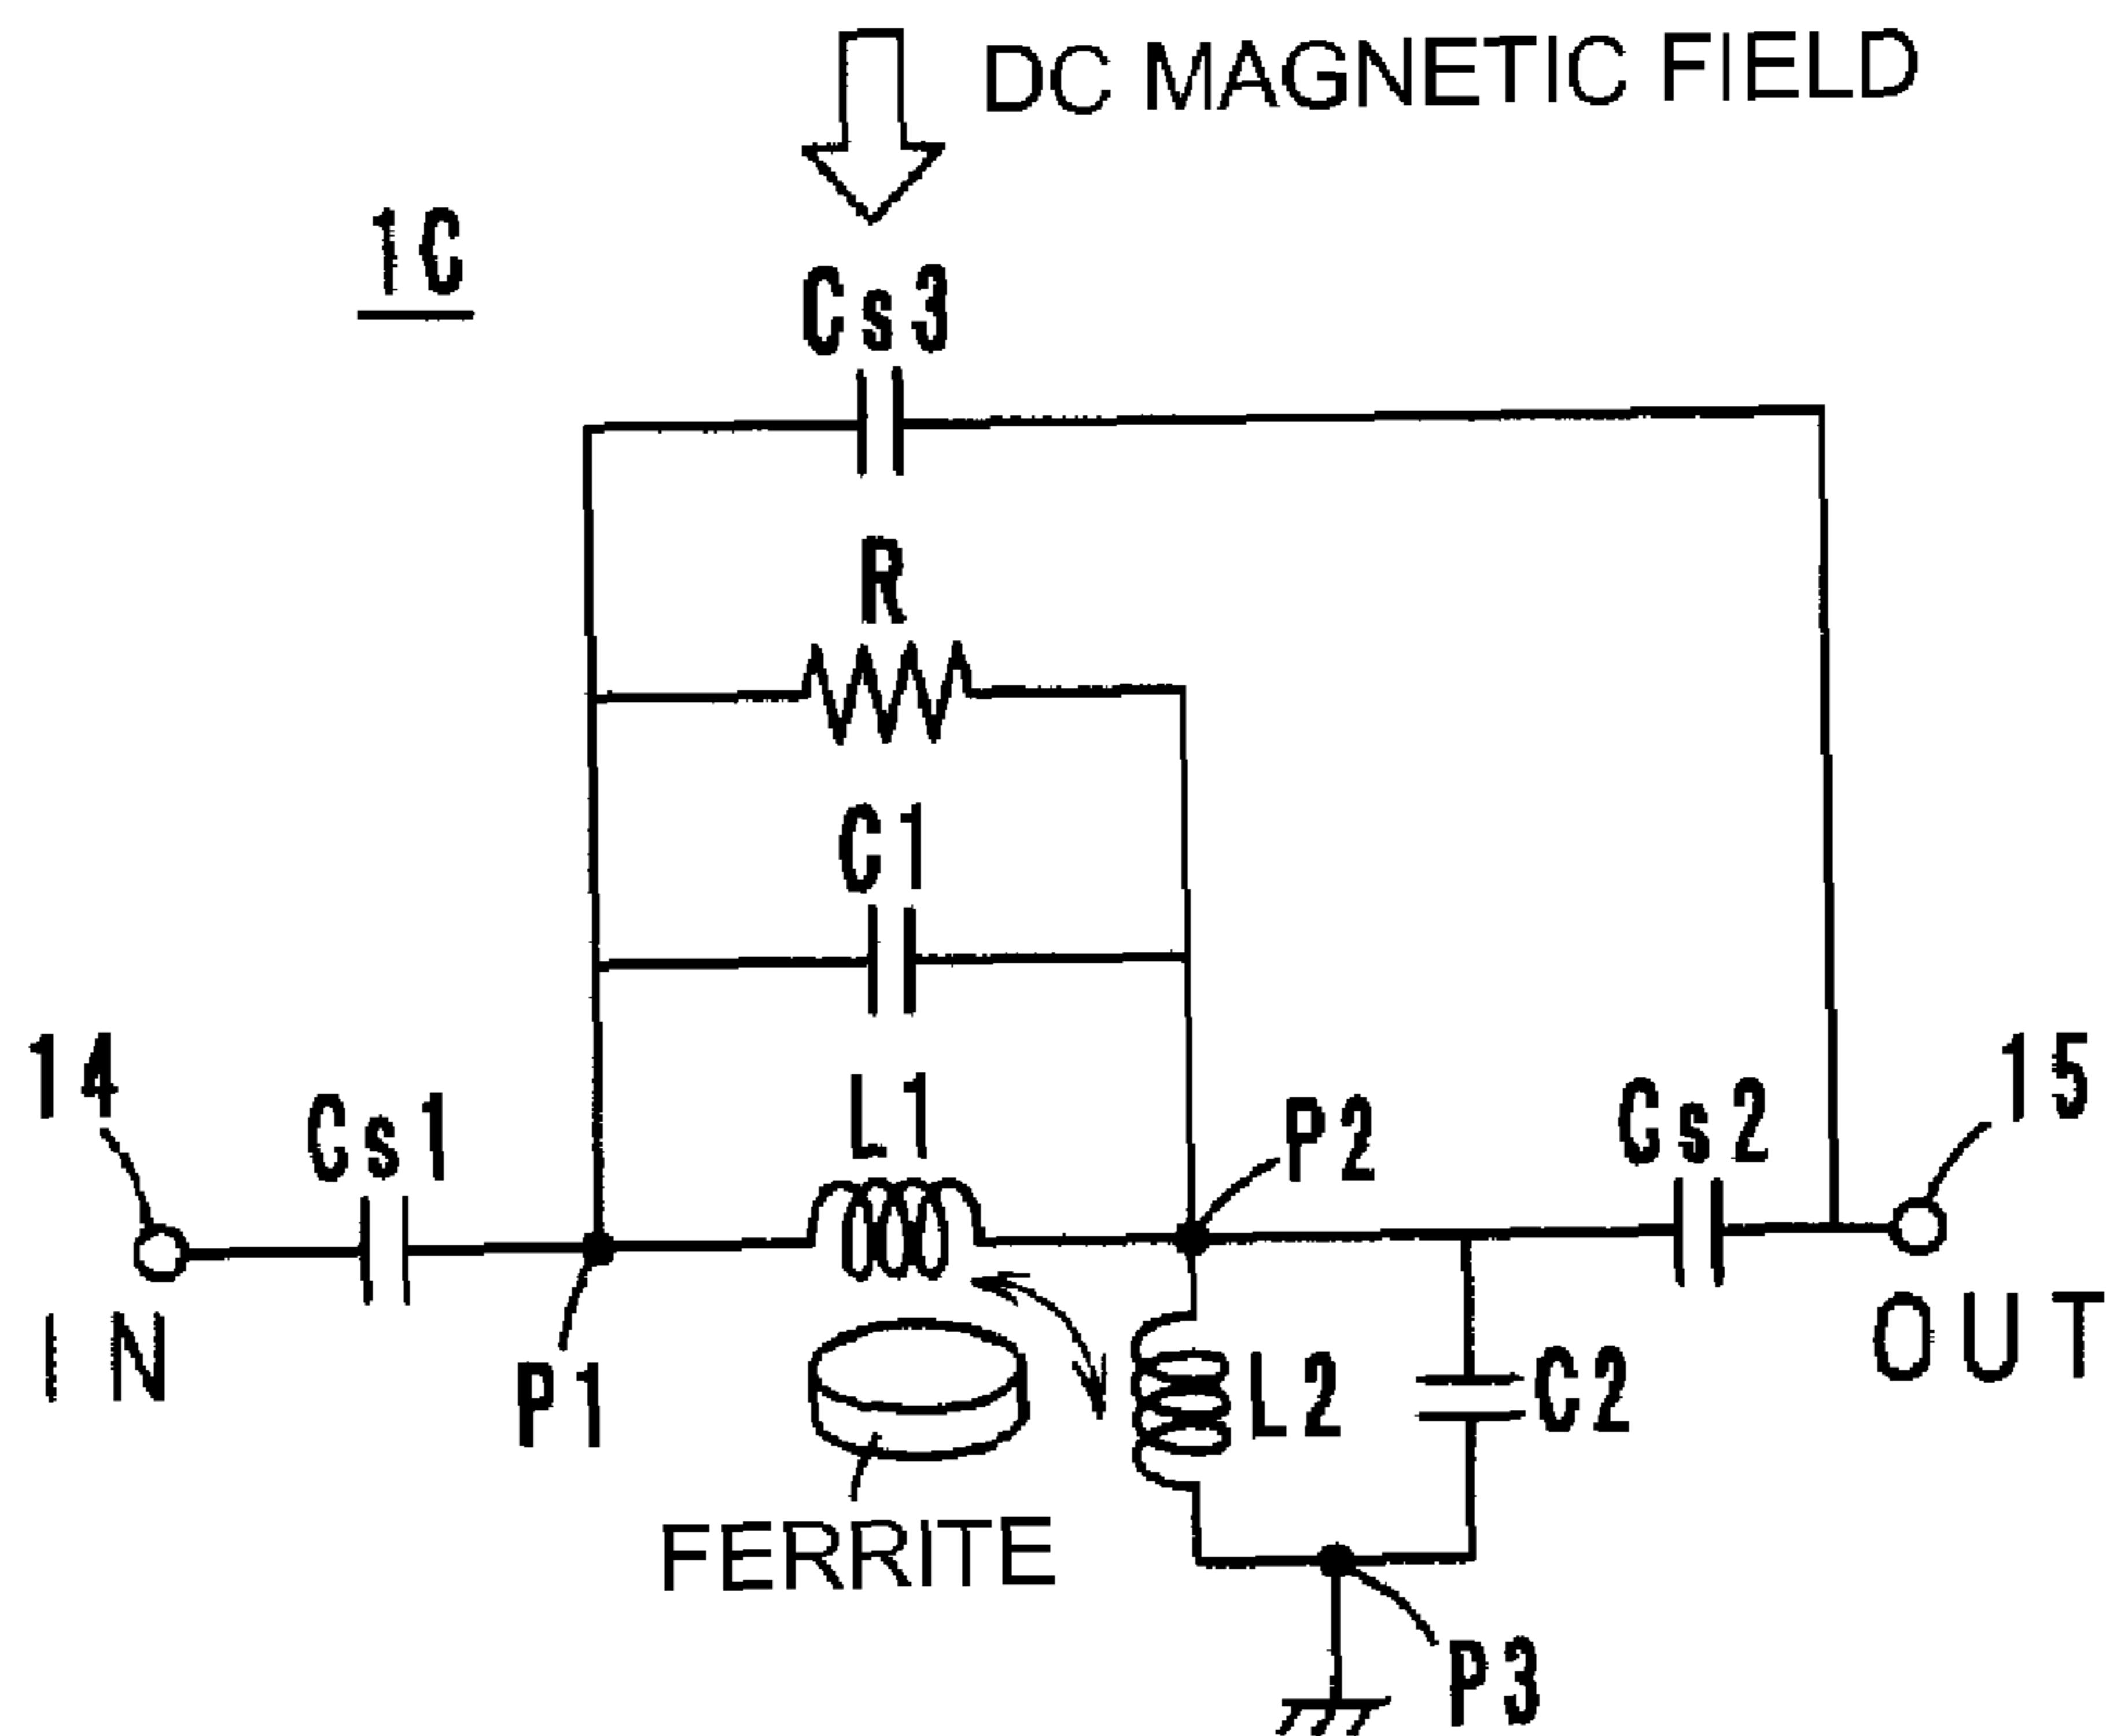 DC MAGNETIC FIELD
1C
Cs3
R
C1
14
Cs1
L1
P2
Cs2
15
IN
P1
L2
C2
OUT
FERRITE
P3